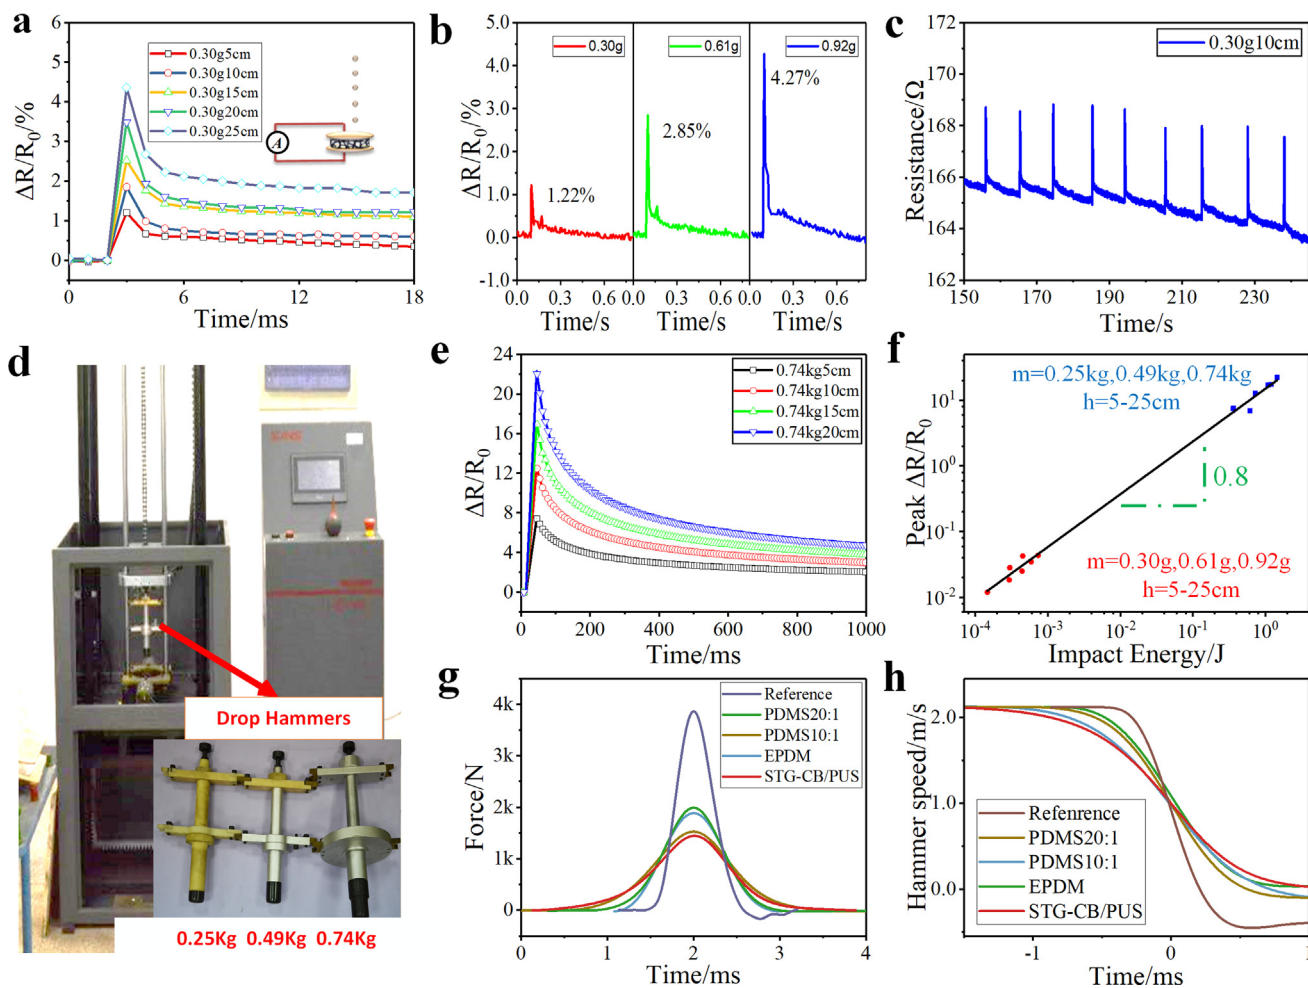 a
ΔR/R0/%
6
5
4
3
2
1
0
0.30g5cm
0.30g10cm
0.30g15cm
0.30g20cm
0.30g25cm
A
0 6 12 18
Time/ms
b
ΔR/R0/%
5.0
4.0
3.0
2.0
1.0
0.0
-1.0
0.30g 0.61g 0.92g
1.22%
2.85%
4.27%
0.0 0.3 0.6 0.0 0.3 0.6 0.0 0.3 0.6
Time/s Time/s Time/s
c
Resistance/Ω
172
170
168
166
164
162
0.30g10cm
150 170 190 210 230
Time/s
d
Drop Hammers
0.25Kg 0.49Kg 0.74Kg
e
ΔR/R0
24
20
16
12
8
4
0
0.74kg5cm
0.74kg10cm
0.74kg15cm
0.74kg20cm
0 200 400 600 800 1000
Time/ms
f
Peak ΔR/R0
10^1
10^0
10^-1
10^-2
m=0.25kg,0.49kg,0.74kg
h=5-25cm
0.8
m=0.30g,0.61g,0.92g
h=5-25cm
10^-4 10^-3 10^-2 10^-1 10^0
Impact Energy/J
g
Force/N
4k
3k
2k
1k
0
Reference
PDMS20:1
PDMS10:1
EPDM
STG-CB/PUS
0 1 2 3 4
Time/ms
h
Hammer speed/m/s
2.0
1.0
0.0
Refenrence
PDMS20:1
PDMS10:1
EPDM
STG-CB/PUS
-1 0 1
Time/ms